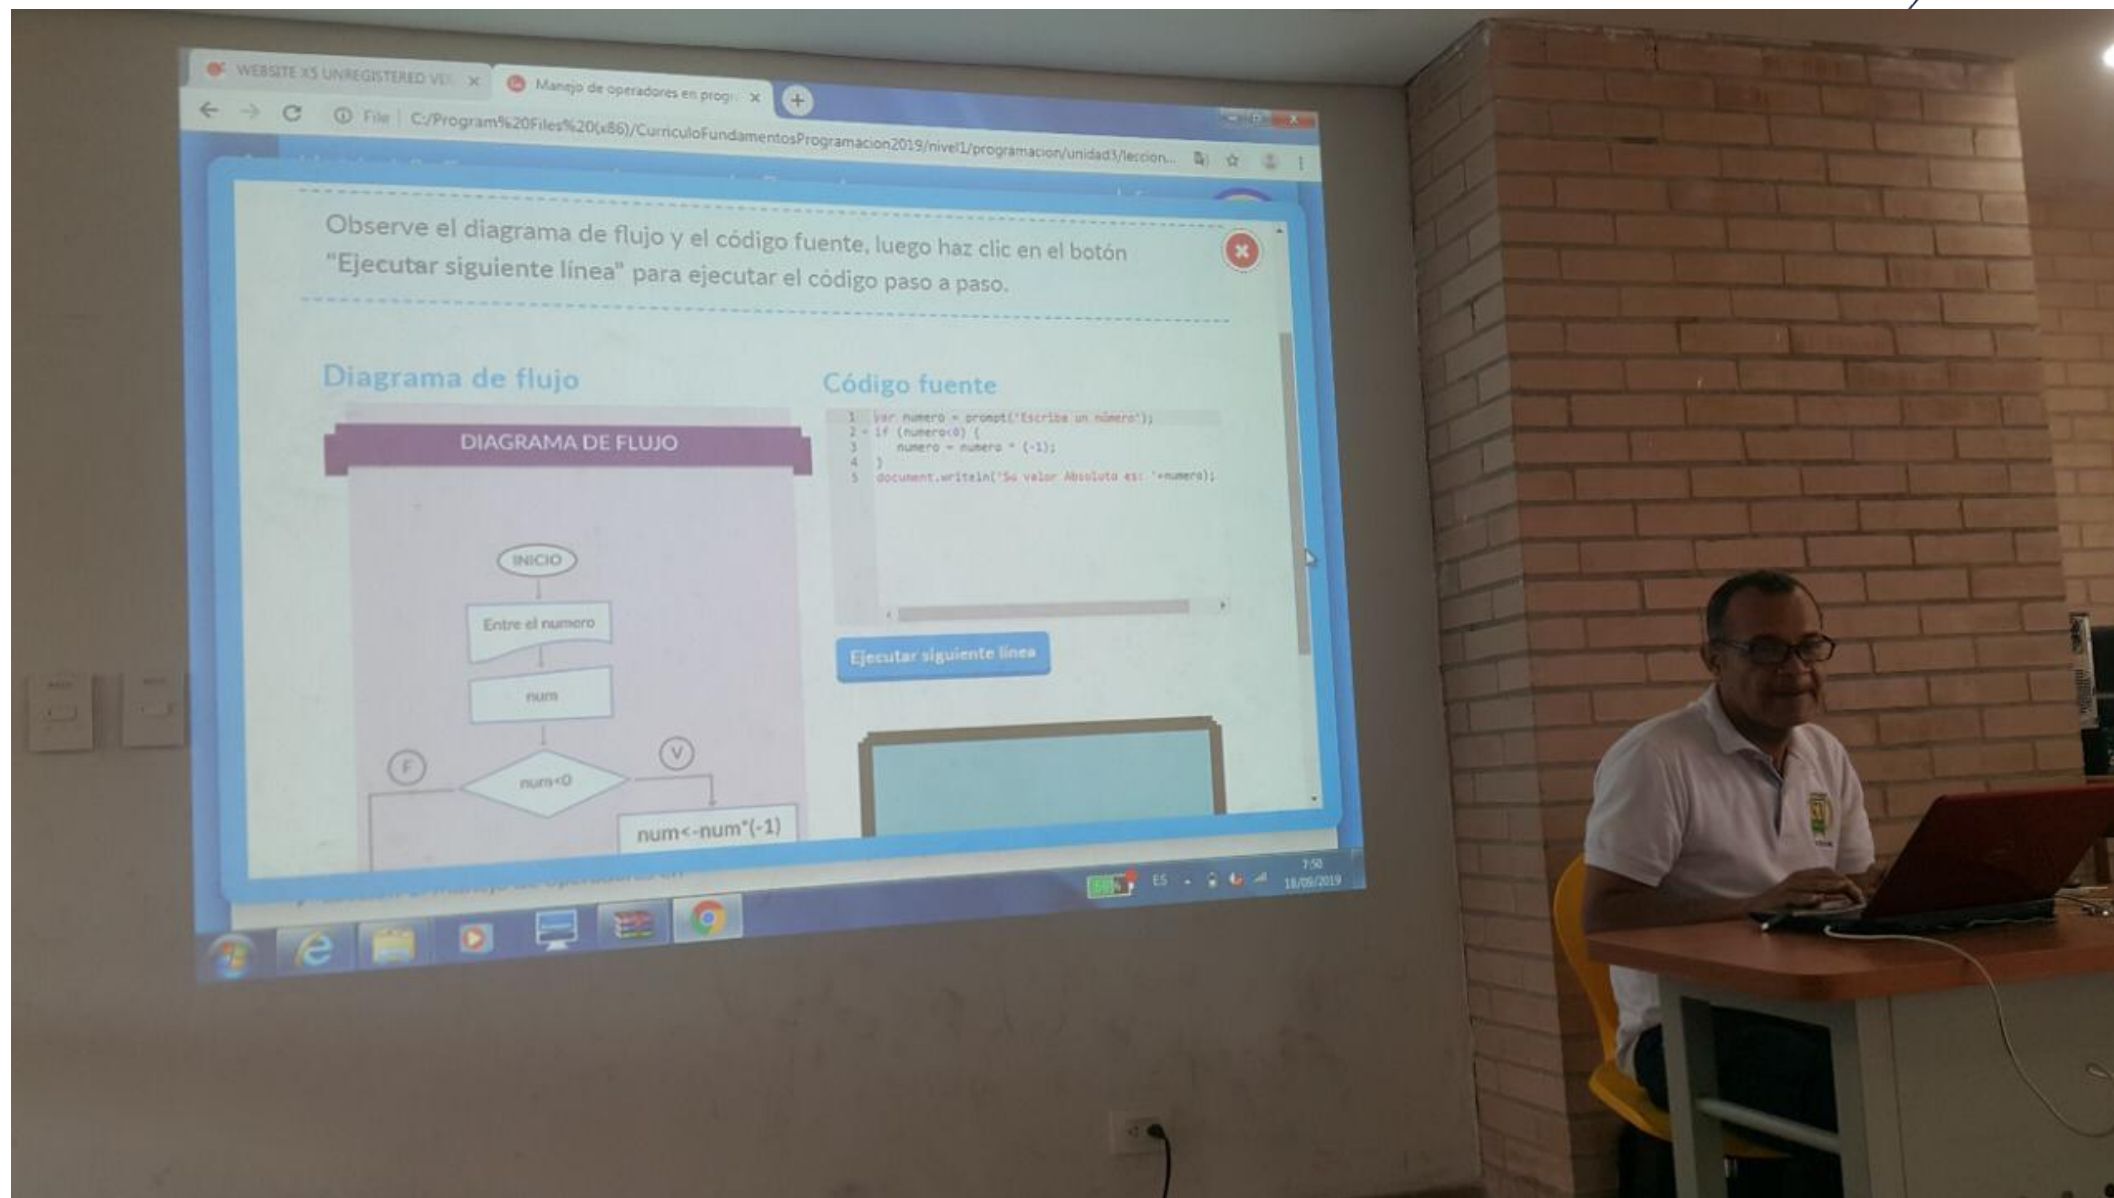 WEBSITE X5 UNREGISTERED VER
Manejo de operadores en progr
File
C:/Program%20Files%20(x86)/CurriculoFundamentosProgramacion2019/nivel1/programacion/unidad3/leccion...
Observe el diagrama de flujo y el código fuente, luego haz clic en el botón
"Ejecutar siguiente línea" para ejecutar el código paso a paso.
Diagrama de flujo
DIAGRAMA DE FLUJO
INICIO
Entre el numero
num
F
num<0
V
num<-num*(-1)
Código fuente
1 var numero = prompt('Escribe un número');
2 if (numero<0) {
3 numero = numero * (-1);
4 }
5 document.writeln('Su valor Absoluto es: '+numero);
Ejecutar siguiente línea
ES
7:50
18/09/2019